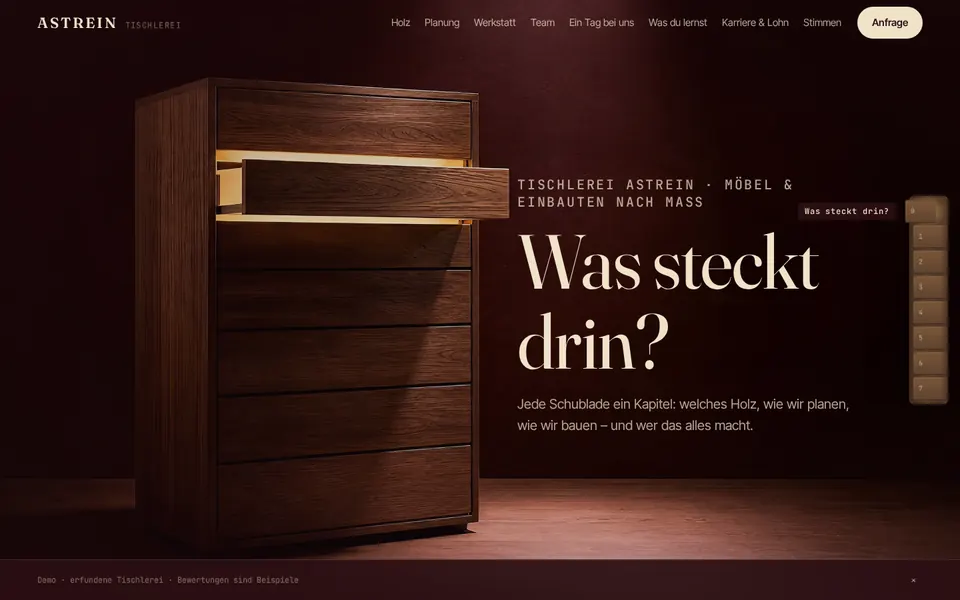 ASTREIN TISCHLEREI
Holz Planung Werkstatt Team Ein Tag bei uns Was du lernst Karriere & Lohn Stimmen Anfrage
TISCHLEREI ASTREIN · MÖBEL &
EINBAUTEN NACH MASS
Was steckt drin?
0
Was steckt
drin?
1
2
3
4
5
6
7
Jede Schublade ein Kapitel: welches Holz, wie wir planen,
wie wir bauen – und wer das alles macht.
Demo · erfundene Tischlerei · Bewertungen sind Beispiele ×